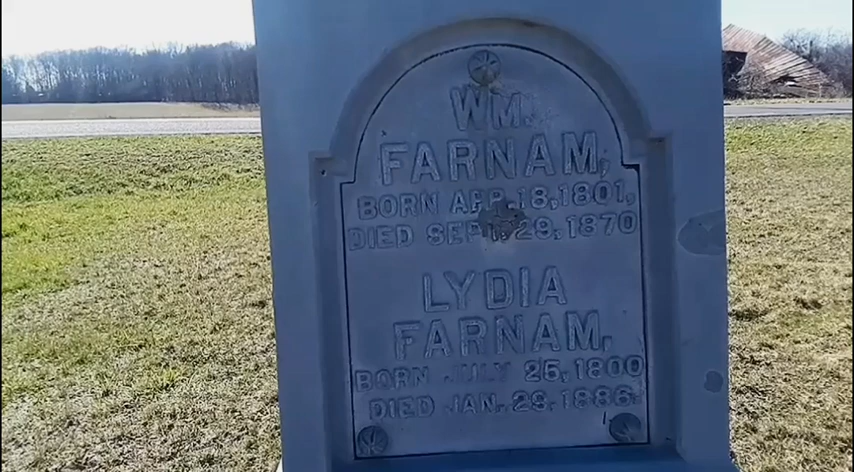 WM.
FARNAM,
BORN APR. 18, 1801,
DIED SEPT. 29, 1870.
LYDIA
FARNAM,
BORN JULY 25, 1800
DIED JAN. 29, 1886.